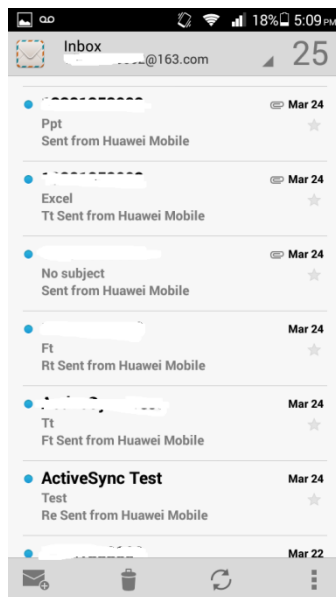 18% 5:09 PM
Inbox
25
@163.com
Mar 24
Ppt
Sent from Huawei Mobile
Mar 24
Excel
Tt Sent from Huawei Mobile
Mar 24
No subject
Sent from Huawei Mobile
Mar 24
Ft
Rt Sent from Huawei Mobile
Mar 24
Tt
Ft Sent from Huawei Mobile
ActiveSync Test Mar 24
Test
Re Sent from Huawei Mobile
Mar 22